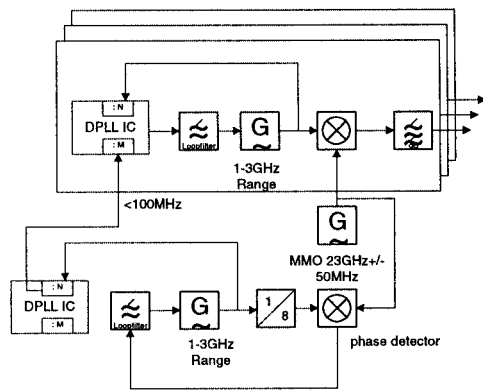 : N
DPLL IC
: M
Loopfilter
G
1-3GHz
Range
<100MHz
G
MMO 23GHz+/-
50MHz
: N
DPLL IC
: M
Loopfilter
G
1-3GHz
Range
1
8
phase detector